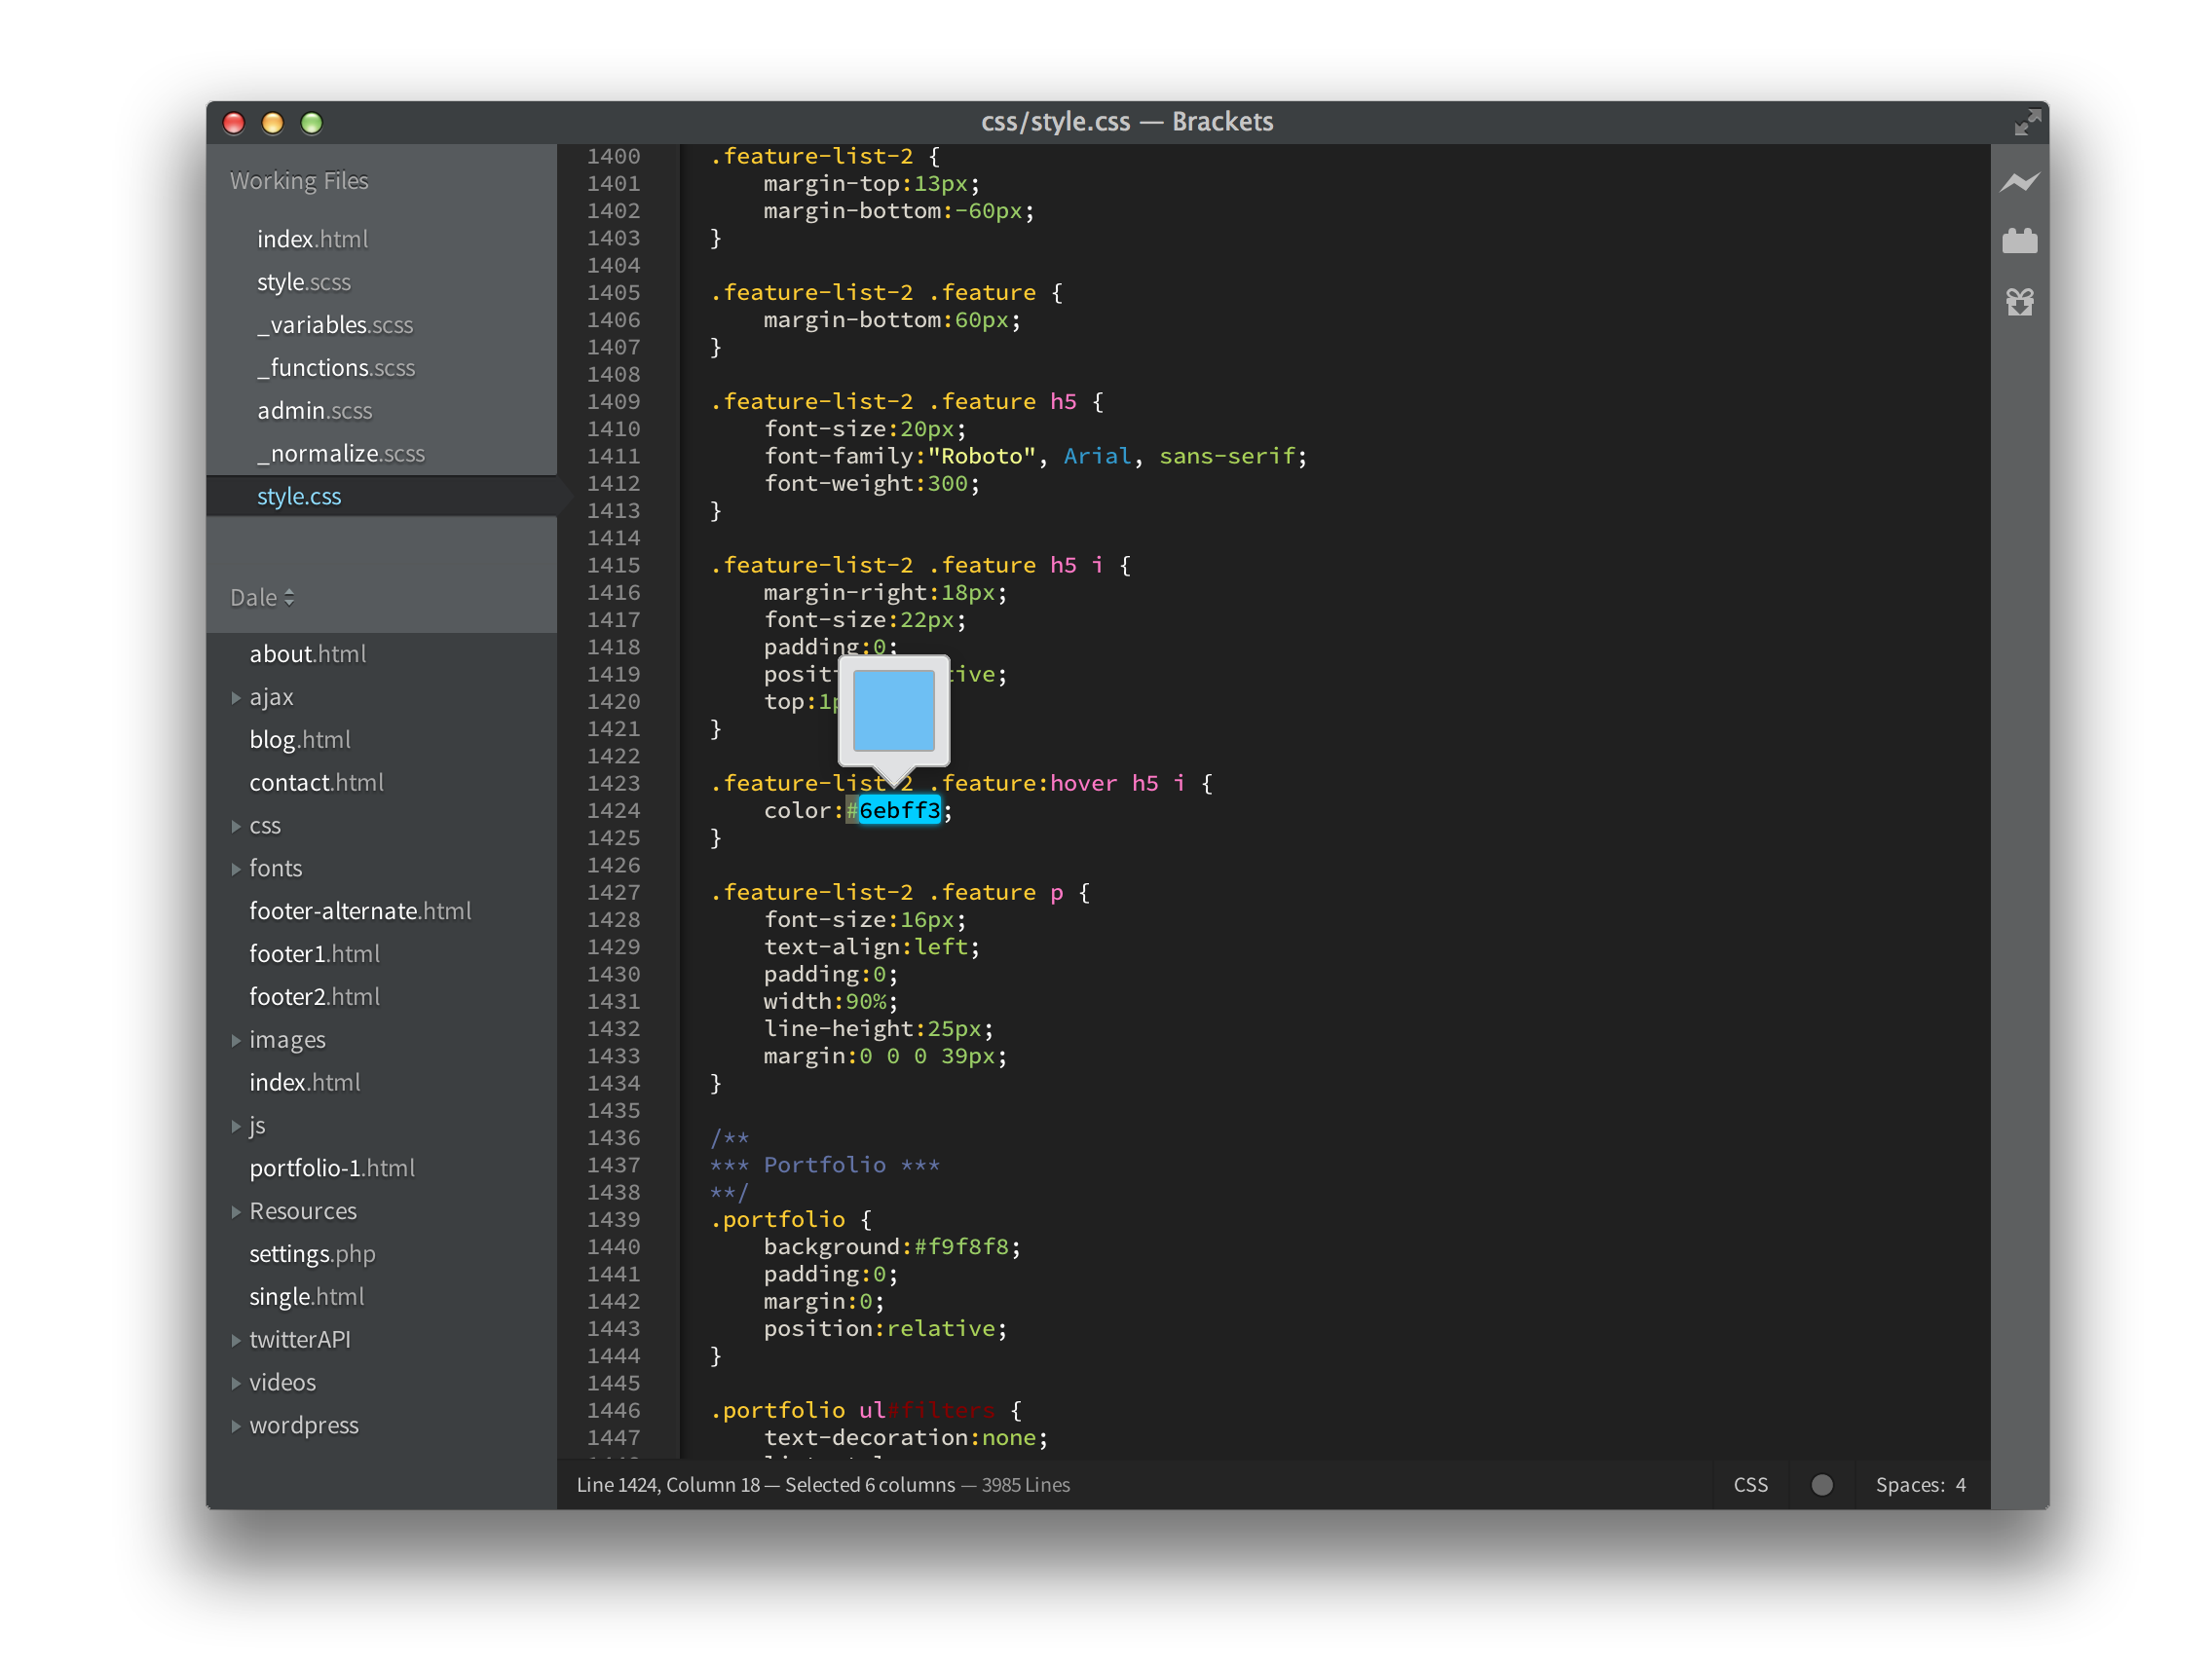 css/style.css — Brackets
Working Files
index.html
style.scss
_variables.scss
_functions.scss
admin.scss
_normalize.scss
style.css
Dale
about.html
ajax
blog.html
contact.html
css
fonts
footer-alternate.html
footer1.html
footer2.html
images
index.html
js
portfolio-1.html
Resources
settings.php
single.html
twitterAPI
videos
wordpress
1400 .feature-list-2 {
1401 margin-top:13px;
1402 margin-bottom:-60px;
1403 }
1404
1405 .feature-list-2 .feature {
1406 margin-bottom:60px;
1407 }
1408
1409 .feature-list-2 .feature h5 {
1410 font-size:20px;
1411 font-family:"Roboto", Arial, sans-serif;
1412 font-weight:300;
1413 }
1414
1415 .feature-list-2 .feature h5 i {
1416 margin-right:18px;
1417 font-size:22px;
1418 padding:0;
1419 posit tive;
1420 top:1p
1421 }
1422
1423 .feature-list-2 .feature:hover h5 i {
1424 color:#6ebff3;
1425 }
1426
1427 .feature-list-2 .feature p {
1428 font-size:16px;
1429 text-align:left;
1430 padding:0;
1431 width:90%;
1432 line-height:25px;
1433 margin:0 0 0 39px;
1434 }
1435
1436 /**
1437 *** Portfolio ***
1438 **/
1439 .portfolio {
1440 background:#f9f8f8;
1441 padding:0;
1442 margin:0;
1443 position:relative;
1444 }
1445
1446 .portfolio ul#filters {
1447 text-decoration:none;
Line 1424, Column 18 — Selected 6 columns — 3985 Lines
CSS
Spaces: 4